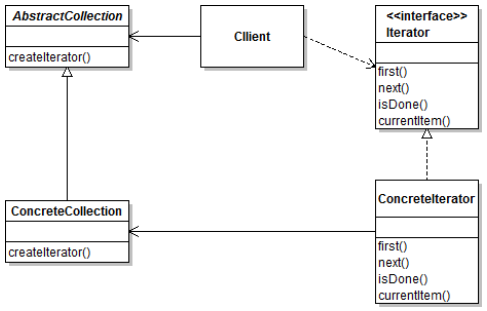 AbstractCollection
createIterator()
Cllient
<<interface>>
Iterator
first()
next()
isDone()
currentItem()
ConcreteCollection
createIterator()
ConcreteIterator
first()
next()
isDone()
currentItem()